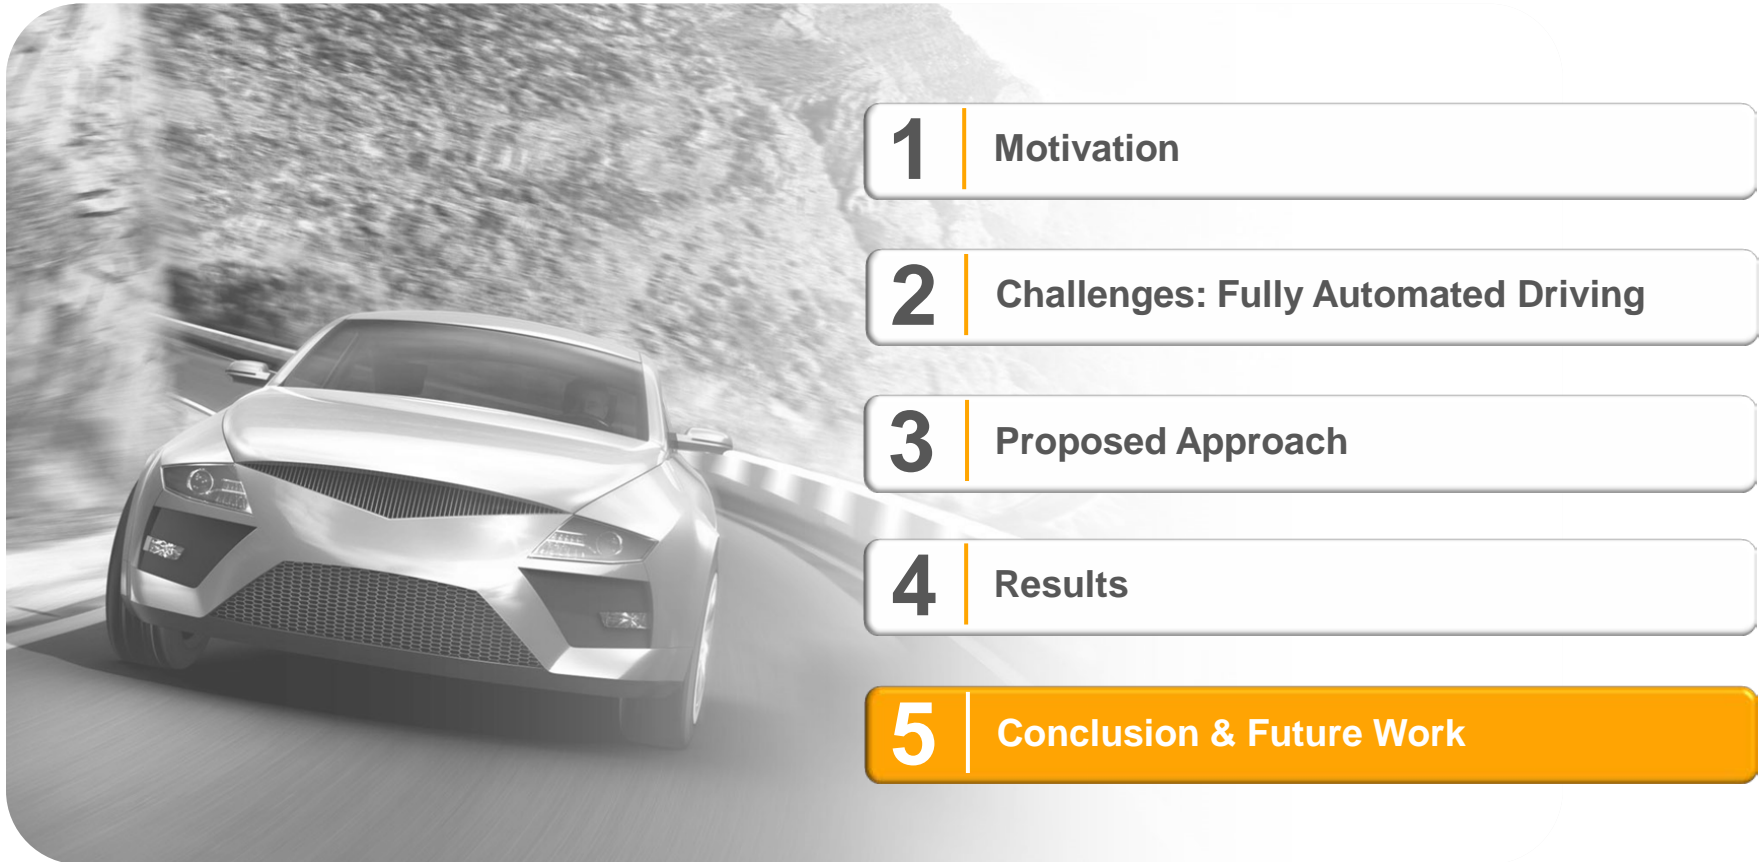 1 Motivation
2 Challenges: Fully Automated Driving
3 Proposed Approach
4 Results
5 Conclusion & Future Work